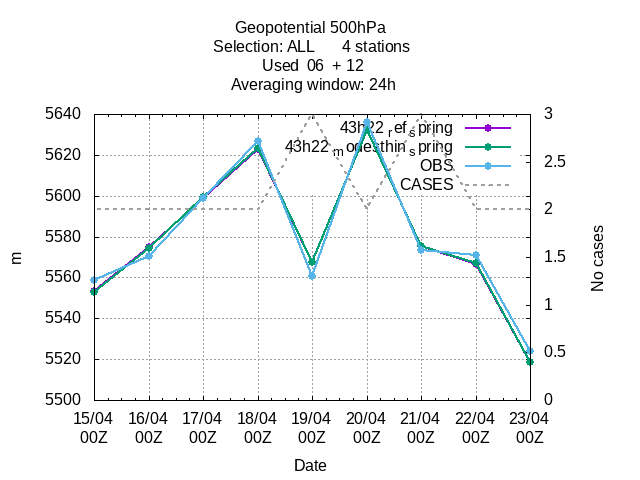 Geopotential 500hPa
Selection: ALL 4 stations
Used 06 + 12
Averaging window: 24h
5640
5620
5600
5580
5560
5540
5520
5500
m
3
2.5
2
1.5
1
0.5
0
No cases
43h22_ref_spring
43h22_modesthin_spring
OBS
CASES
15/04 16/04 17/04 18/04 19/04 20/04 21/04 22/04 23/04
00Z 00Z 00Z 00Z 00Z 00Z 00Z 00Z 00Z
Date